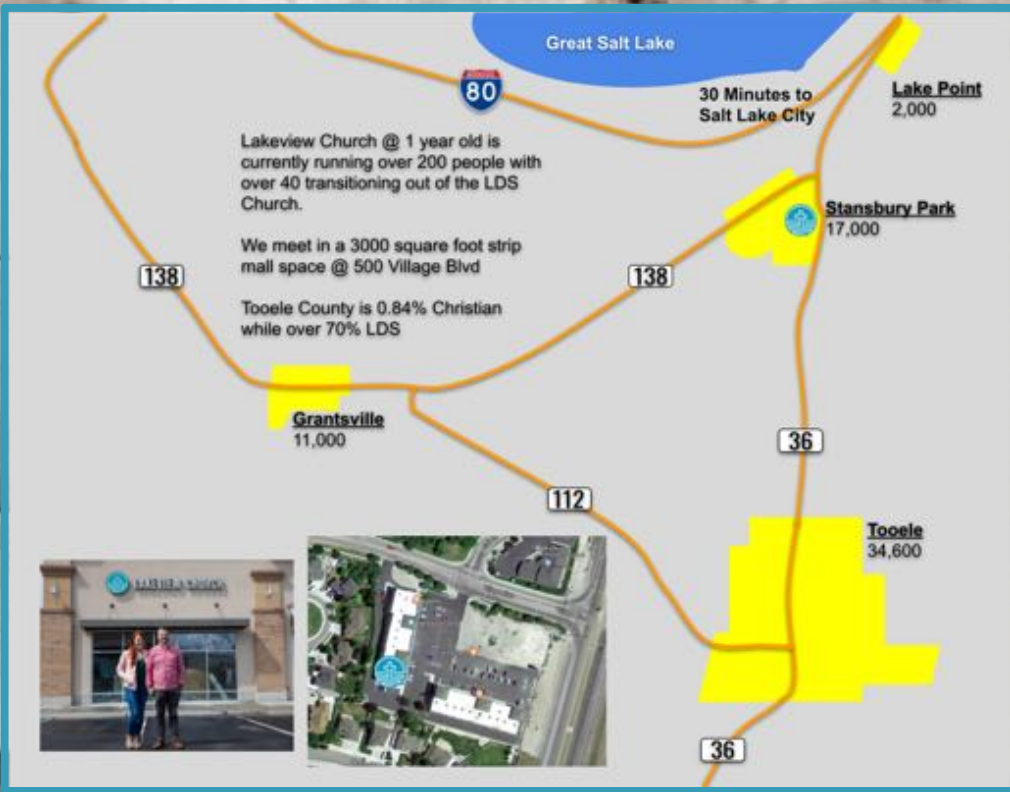 Great Salt Lake
80
30 Minutes to
Salt Lake City
Lake Point
2,000
Lakeview Church @ 1 year old is
currently running over 200 people with
over 40 transitioning out of the LDS
Church.
Stansbury Park
17,000
We meet in a 3000 square foot strip
mall space @ 500 Village Blvd
138
138
Tooele County is 0.84% Christian
while over 70% LDS
Grantsville
11,000
36
112
Tooele
34,600
36